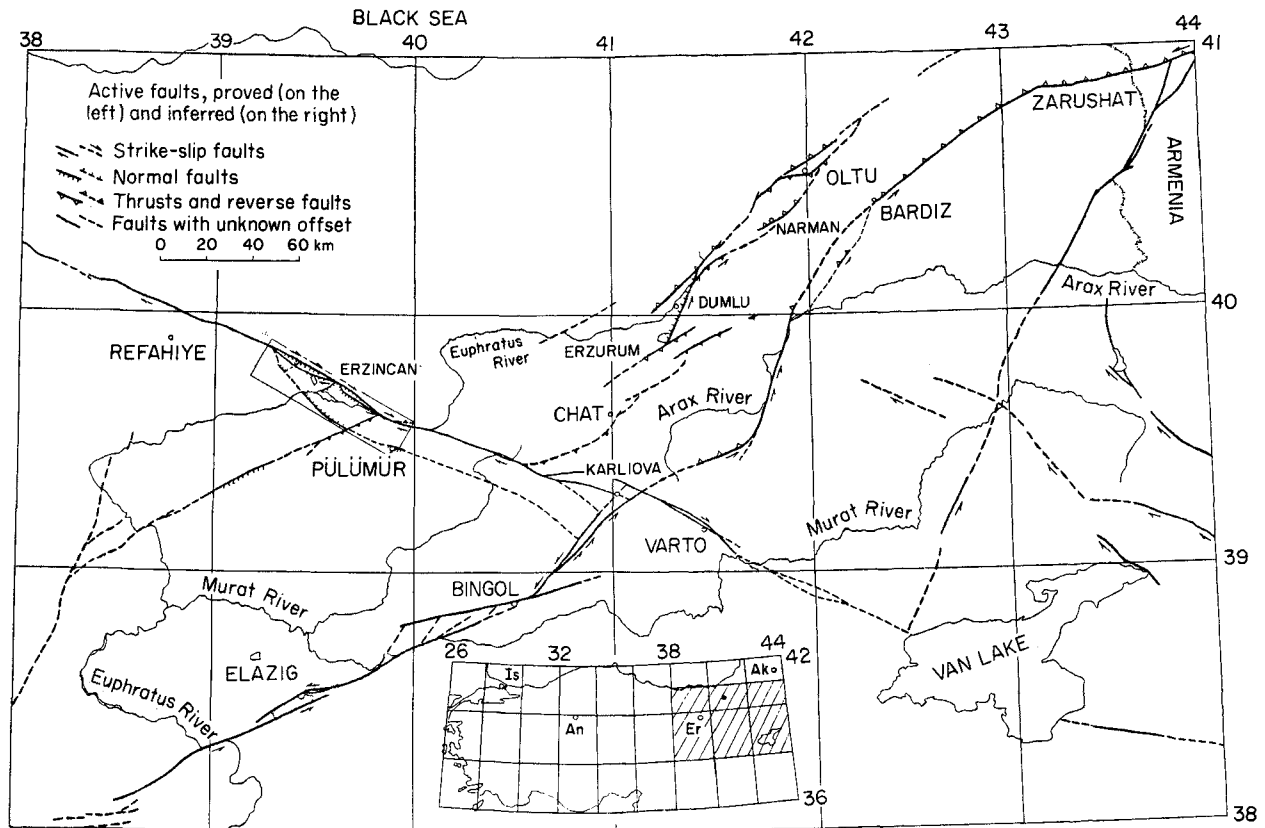 BLACK SEA
38
39
40
41
42
43
44
41
Active faults, proved (on the
left) and inferred (on the right)
Strike-slip faults
Normal faults
Thrusts and reverse faults
Faults with unknown offset
0 20 40 60 km
ZARUSHAT
ARMENIA
OLTU
BARDIZ
NARMAN
Arax River
40
DUMLU
REFAHIYE
ERZINCAN
Euphratus
River
ERZURUM
CHAT
Arax River
PÜLÜMÜR
KARLIOVA
Murat River
VARTO
39
BINGOL
Murat River
ELAZIG
Euphratus River
VAN LAKE
26
32
38
44
42
Is
Ak
An
Er
36
38